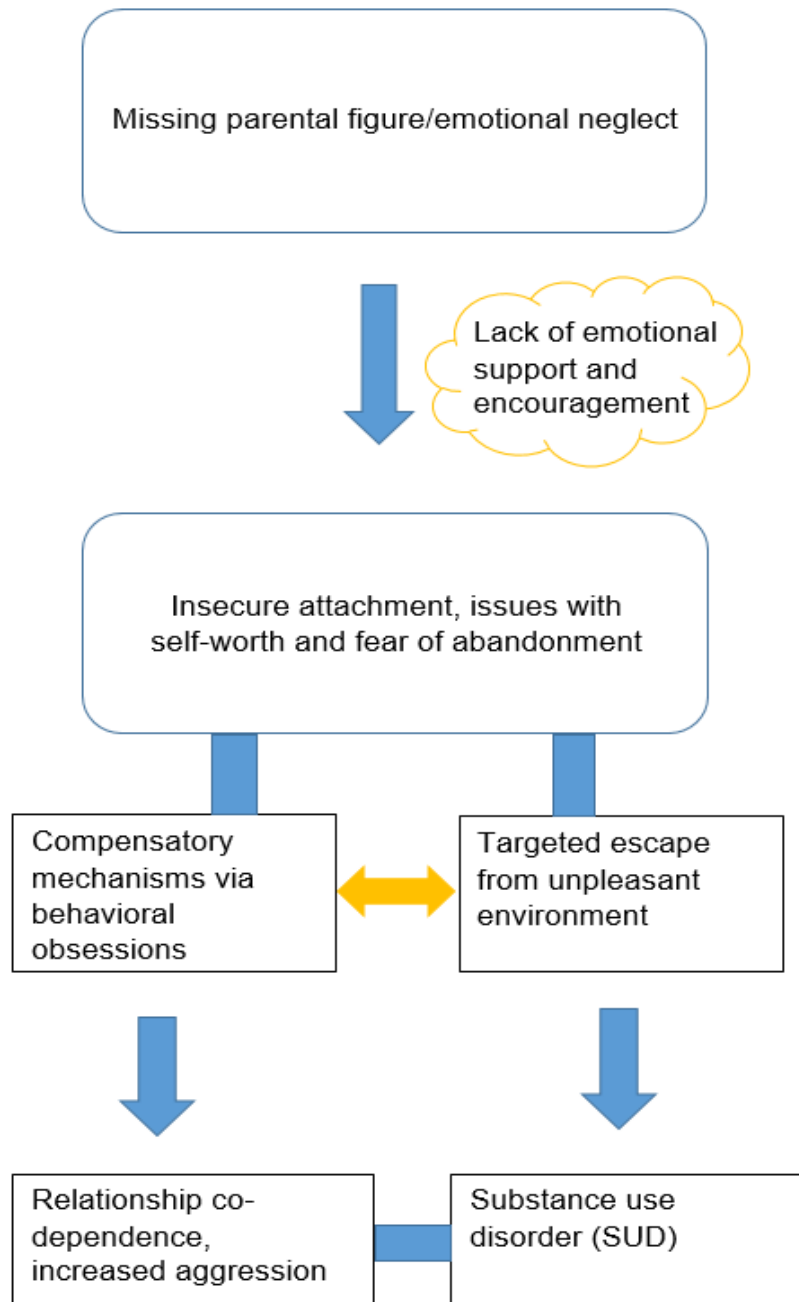 Missing parental figure/emotional neglect
Lack of emotional
support and
encouragement
Insecure attachment, issues with
self-worth and fear of abandonment
Compensatory
mechanisms via
behavioral
obsessions
Targeted escape
from unpleasant
environment
Relationship co-
dependence,
increased aggression
Substance use
disorder (SUD)